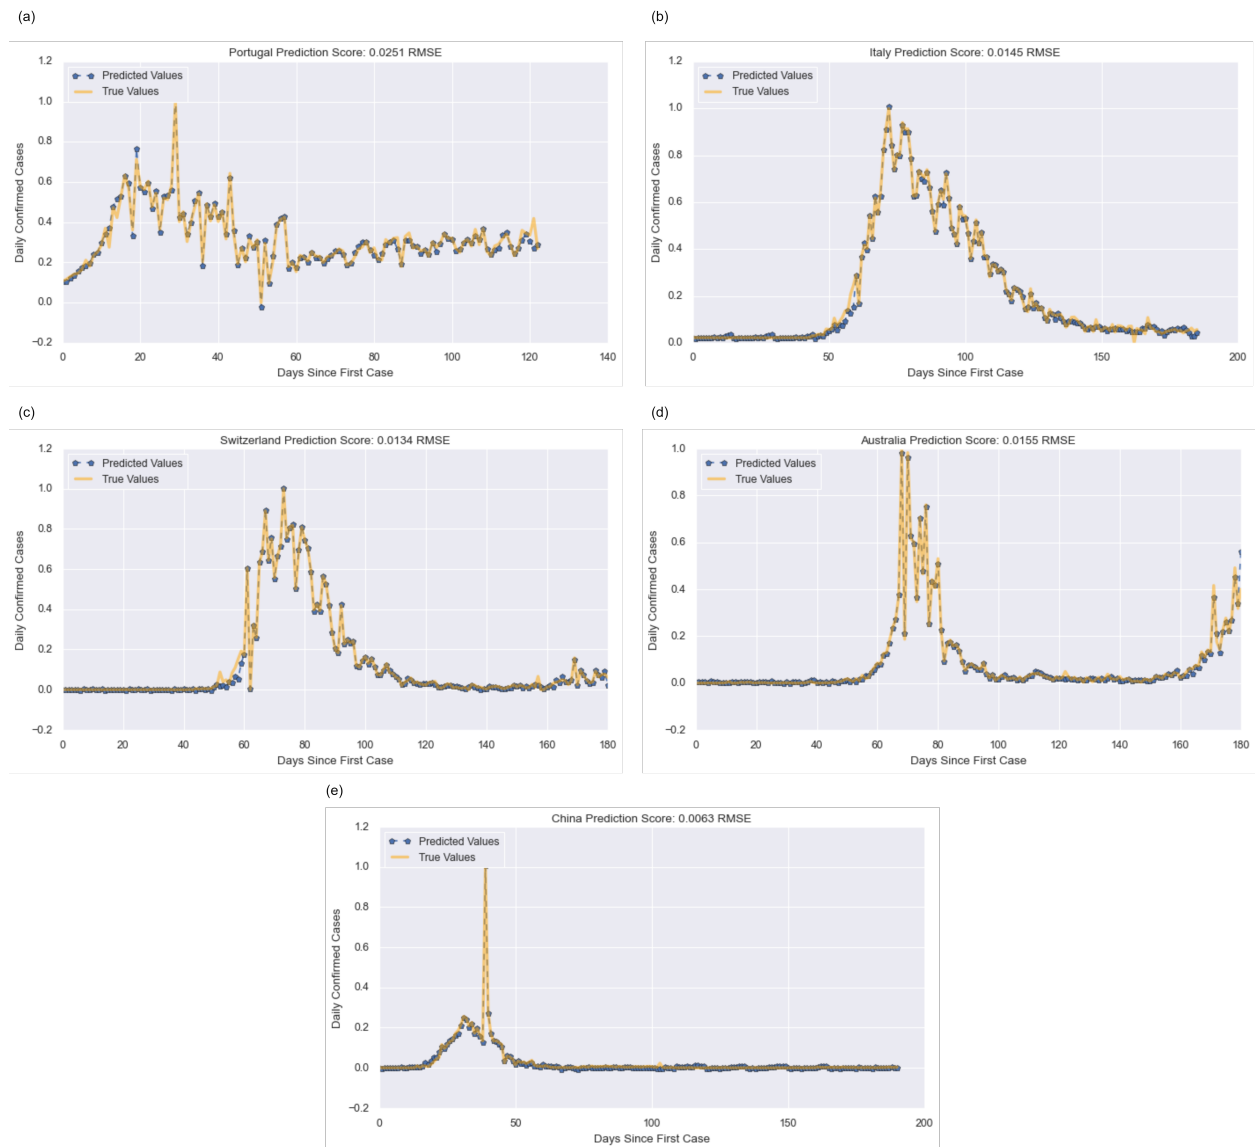 (a)
Portugal Prediction Score: 0.0251 RMSE
Predicted Values
True Values
1.2
1.0
0.8
0.6
0.4
0.2
0.0
−0.2
Daily Confirmed Cases
0 20 40 60 80 100 120 140
Days Since First Case
(b)
Italy Prediction Score: 0.0145 RMSE
Predicted Values
True Values
1.2
1.0
0.8
0.6
0.4
0.2
0.0
Daily Confirmed Cases
0 50 100 150 200
Days Since First Case
(c)
Switzerland Prediction Score: 0.0134 RMSE
Predicted Values
True Values
1.2
1.0
0.8
0.6
0.4
0.2
0.0
−0.2
Daily Confirmed Cases
0 20 40 60 80 100 120 140 160 180
Days Since First Case
(d)
Australia Prediction Score: 0.0155 RMSE
Predicted Values
True Values
1.0
0.8
0.6
0.4
0.2
0.0
−0.2
Daily Confirmed Cases
0 20 40 60 80 100 120 140 160 180
Days Since First Case
(e)
China Prediction Score: 0.0063 RMSE
Predicted Values
True Values
1.2
1.0
0.8
0.6
0.4
0.2
0.0
−0.2
Daily Confirmed Cases
0 50 100 150 200
Days Since First Case